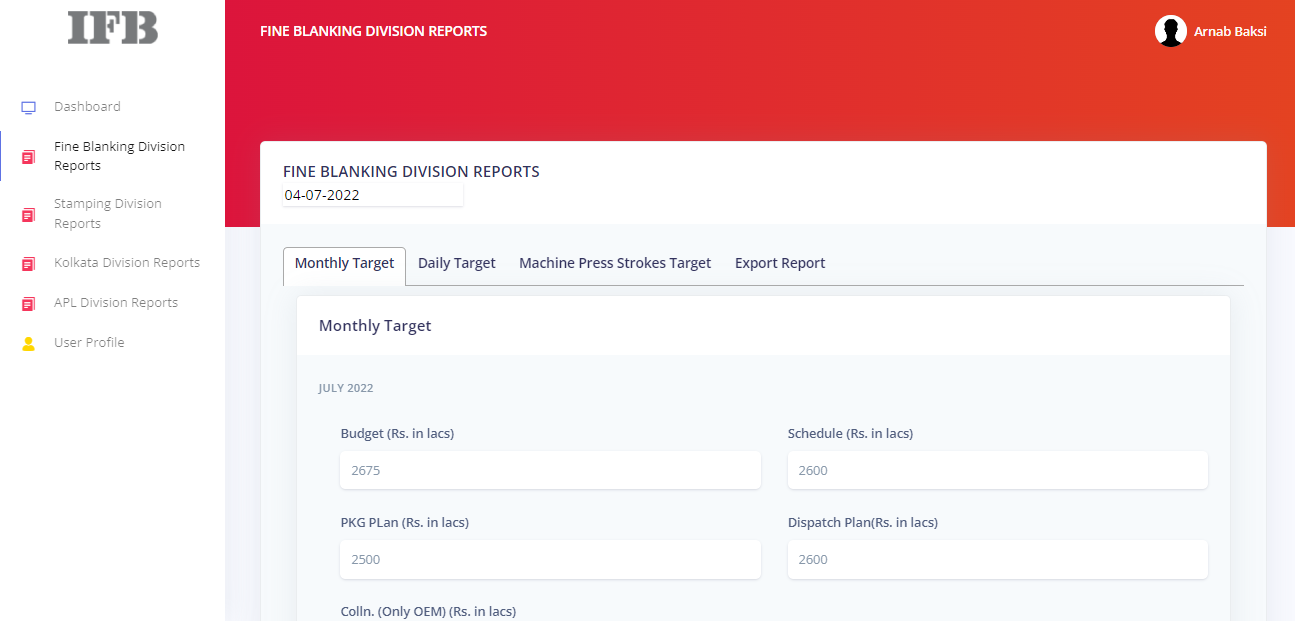 IFB
FINE BLANKING DIVISION REPORTS
Arnab Baksi
Dashboard
Fine Blanking Division
Reports
Stamping Division
Reports
Kolkata Division Reports
APL Division Reports
User Profile
FINE BLANKING DIVISION REPORTS
04-07-2022
Monthly Target
Daily Target
Machine Press Strokes Target
Export Report
Monthly Target
JULY 2022
Budget (Rs. in lacs)
Schedule (Rs. in lacs)
2675
2600
PKG PLan (Rs. in lacs)
Dispatch Plan(Rs. in lacs)
2500
2600
Colln. (Only OEM) (Rs. in lacs)